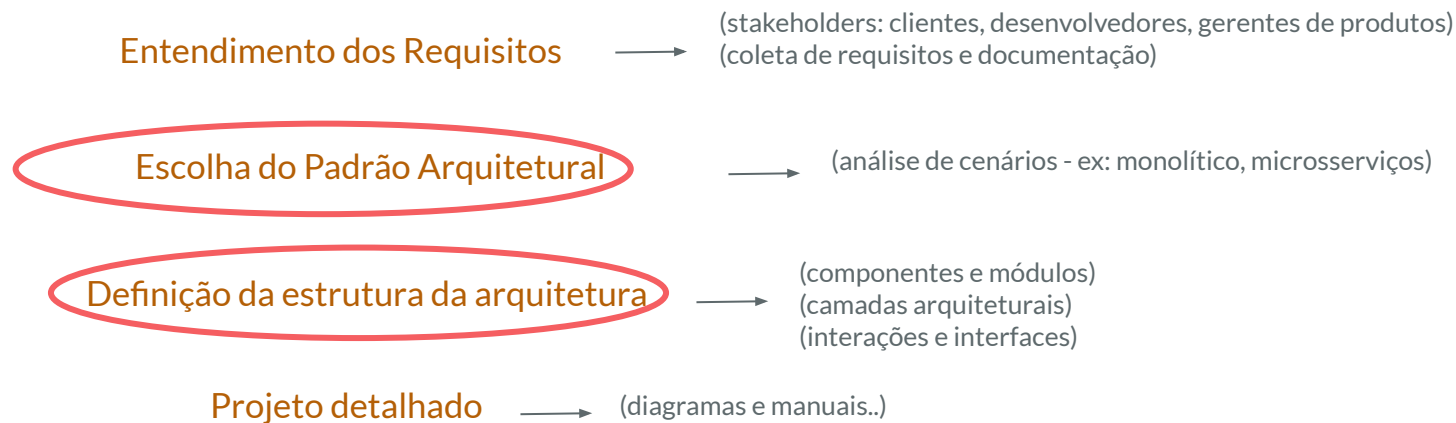 Entendimento dos Requisitos
(stakeholders: clientes, desenvolvedores, gerentes de produtos)
(coleta de requisitos e documentação)
Escolha do Padrão Arquitetural
(análise de cenários - ex: monolítico, microsserviços)
Definição da estrutura da arquitetura
(componentes e módulos)
(camadas arquiteturais)
(interações e interfaces)
Projeto detalhado
(diagramas e manuais..)